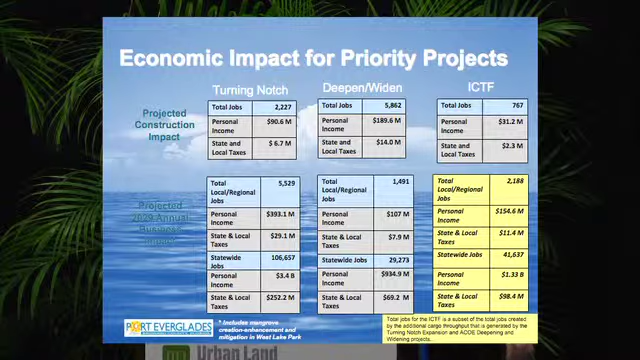 Economic Impact for Priority Projects
Turning Notch
Deepen/Widen
ICTF
Projected
Construction
Impact
Total Jobs 2,227
Personal Income $90.6 M
State and Local Taxes $ 6.7 M
Total Jobs 5,862
Personal Income $189.6 M
State and Local Taxes $14.0 M
Total Jobs 767
Personal Income $31.2 M
State and Local Taxes $2.3 M
Projected
Annual
Business
Impact
Total Local/Regional Jobs 5,529
Personal Income $393.1 M
State & Local Taxes $29.1 M
Statewide Jobs 106,657
Personal Income $3.4 B
State & Local Taxes $252.2 M
Total Local/Regional Jobs 1,491
Personal Income $107 M
State & Local Taxes $7.9 M
Statewide Jobs 29,273
Personal Income $934.9 M
State & Local Taxes $69.2 M
Total Local/Regional Jobs 2,188
Personal Income $154.6 M
State & Local Taxes $11.4 M
Statewide Jobs 41,637
Personal Income $1.33 B
State & Local Taxes $98.4 M
PORT EVERGLADES
* Includes mangrove
creation-enhancement and
mitigation in West Lake Park
Total jobs for the ICTF is a subset of the total jobs created
by the additional cargo throughput that is generated by the
Turning Notch Expansion and ACOE Deepening and
Widening projects.
Urban Land